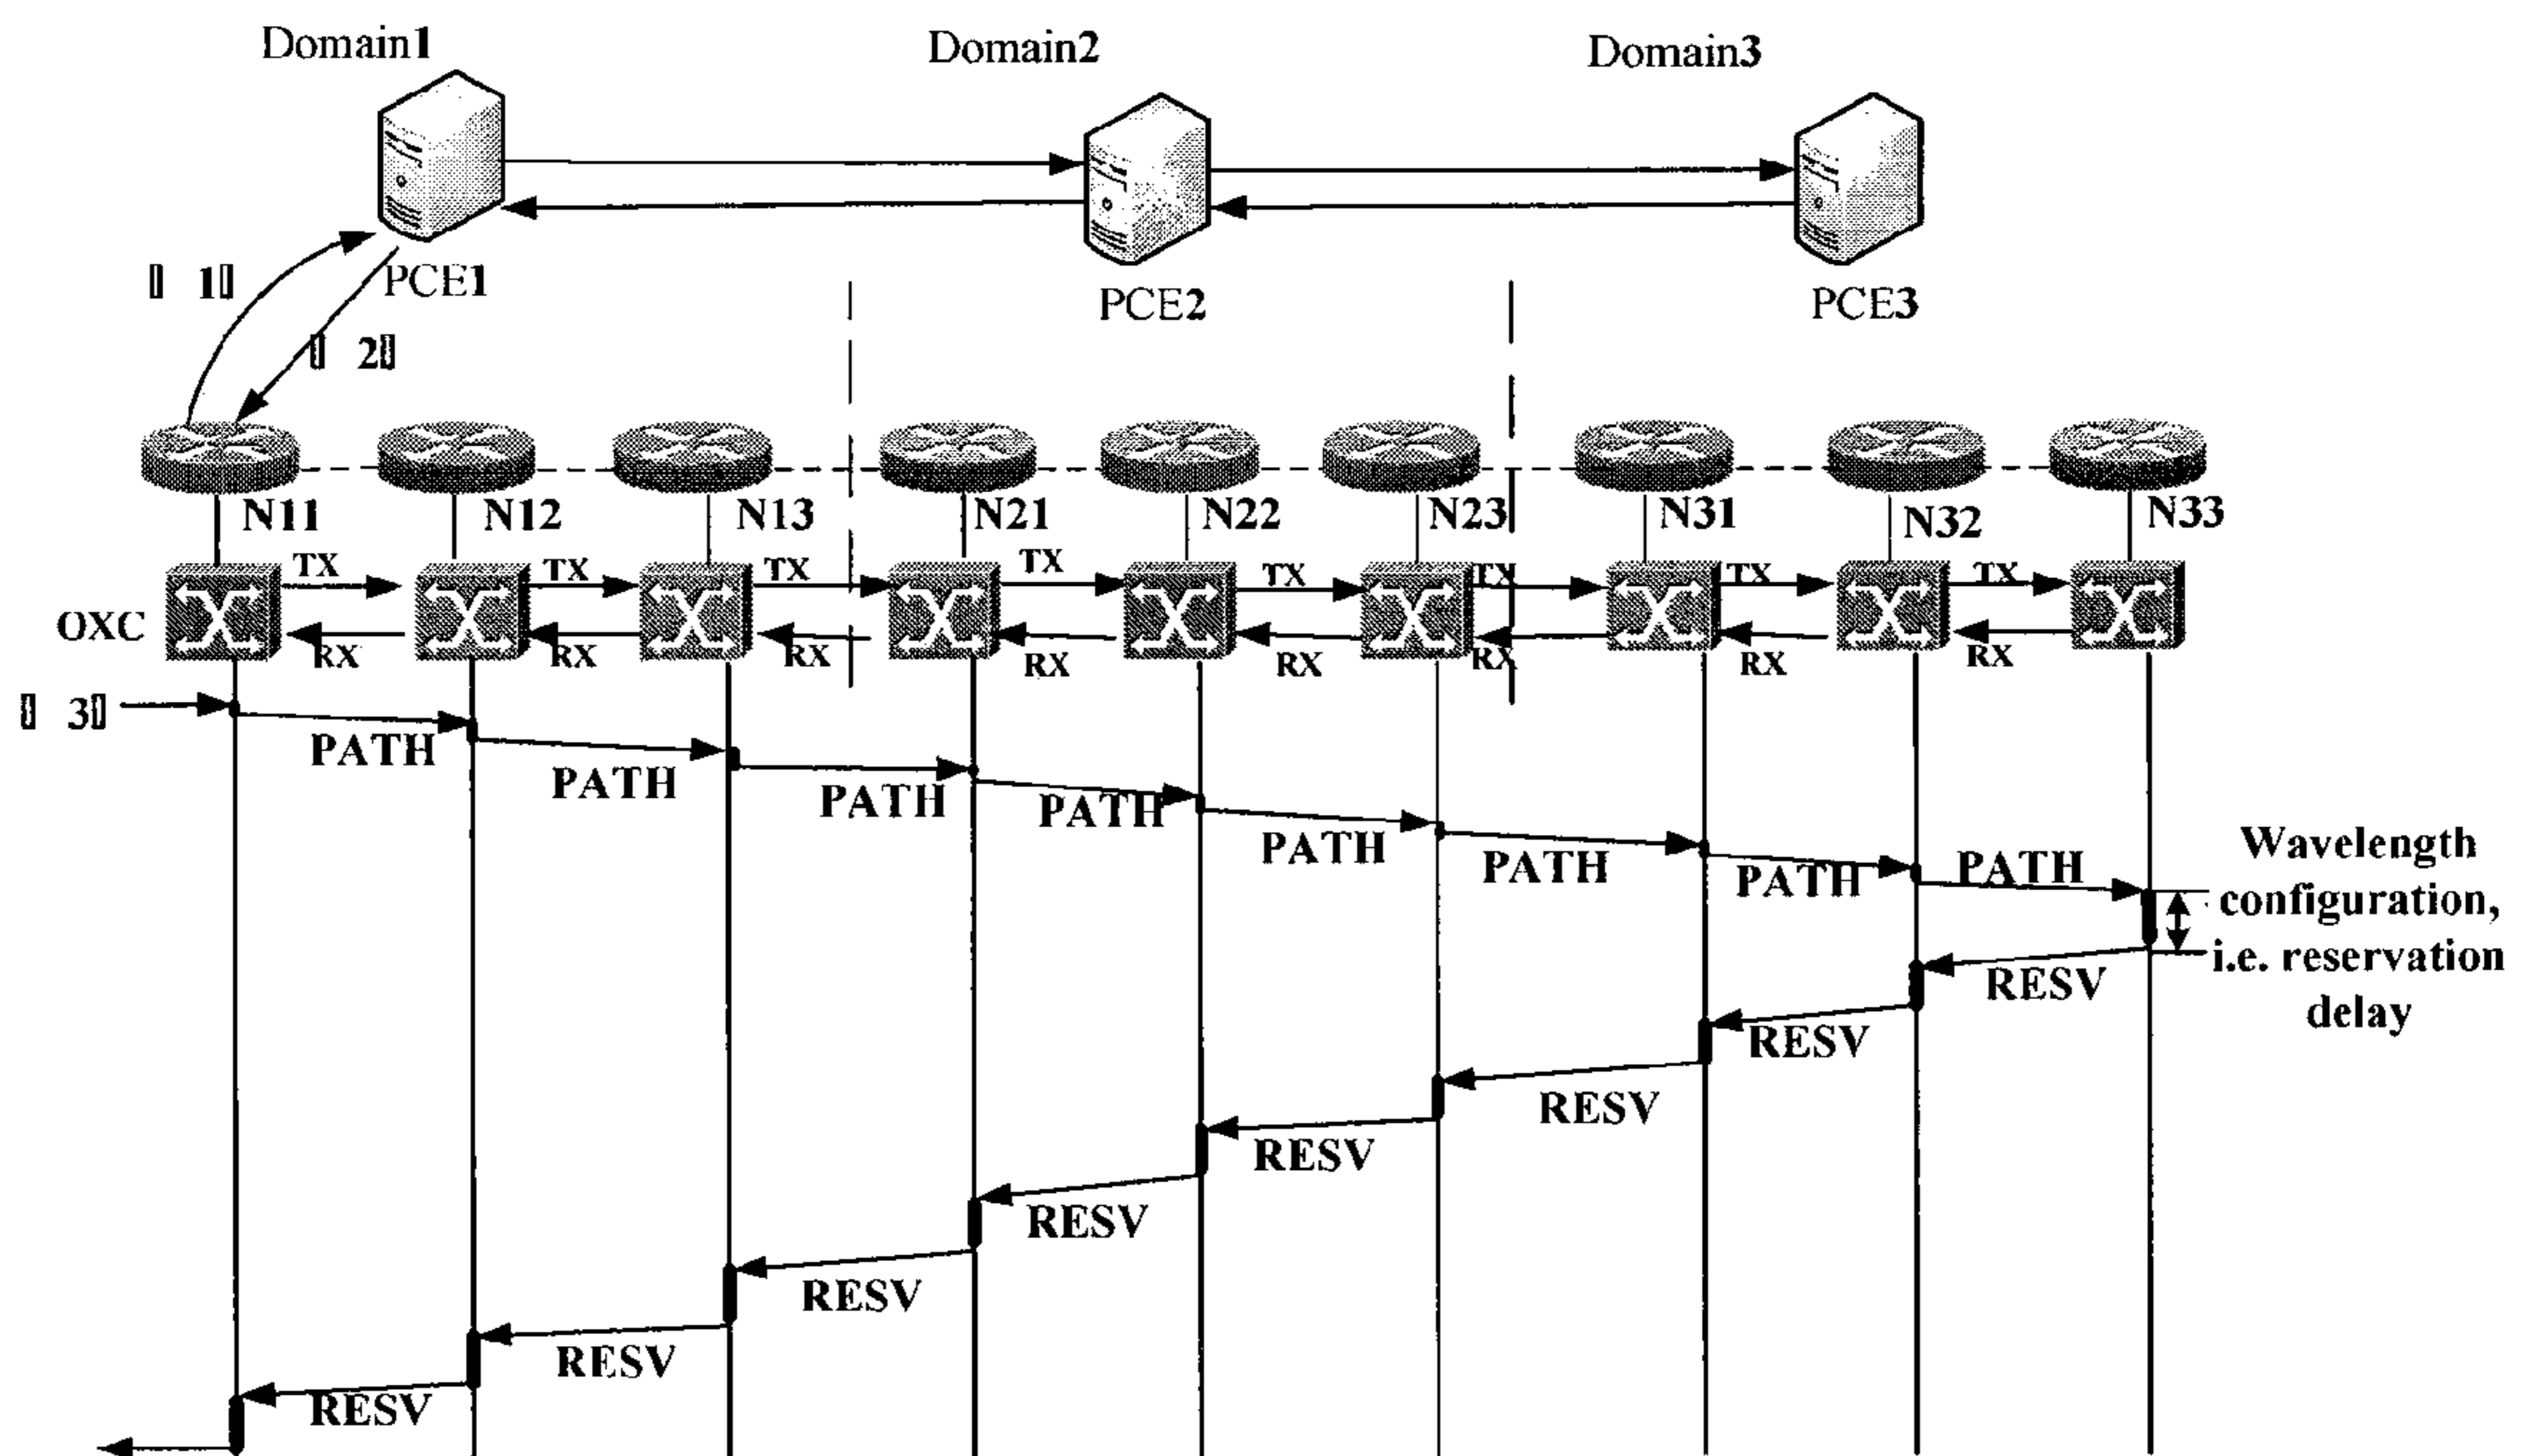 Domain1
Domain2
Domain3
PCE1
PCE2
PCE3
1
2
N11
N12
N13
N21
N22
N23
N31
N32
N33
TX
TX
TX
TX
TX
TX
TX
TX
OXC
RX
RX
RX
RX
RX
RX
RX
RX
3
PATH
PATH
PATH
PATH
PATH
PATH
PATH
PATH
Wavelength
configuration,
i.e. reservation
delay
RESV
RESV
RESV
RESV
RESV
RESV
RESV
RESV